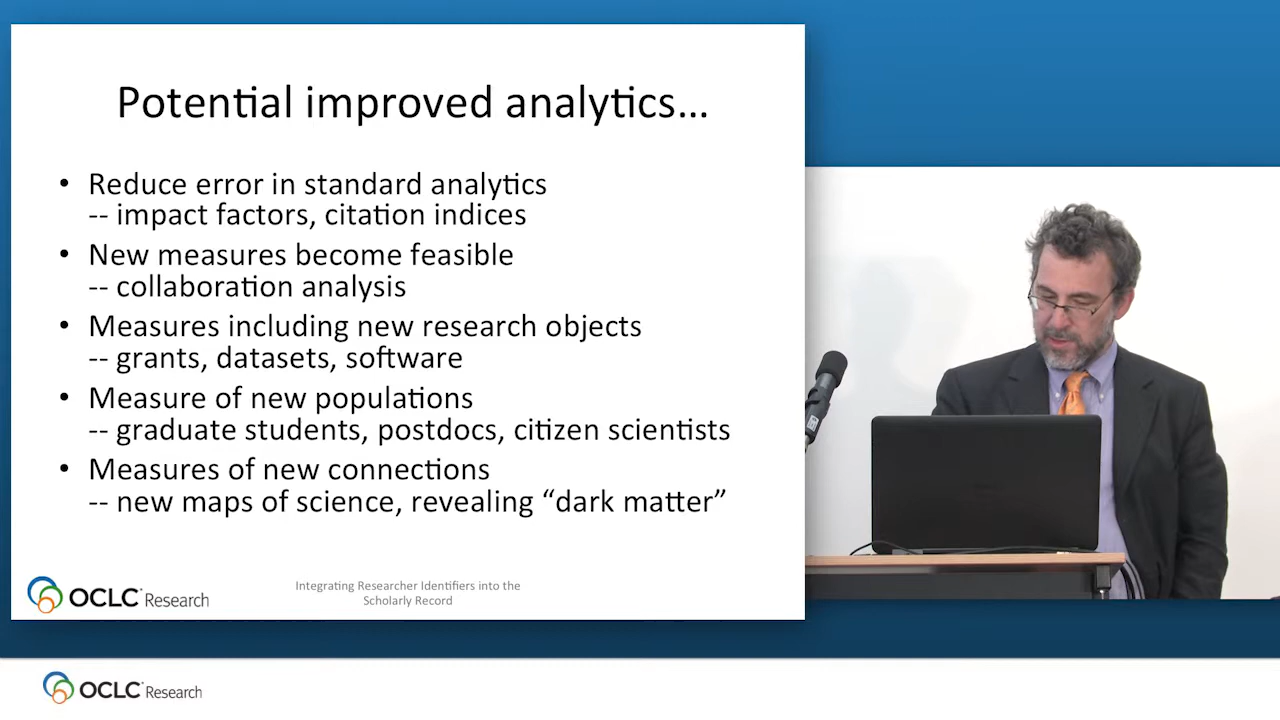 Potential improved analytics...
• Reduce error in standard analytics
-- impact factors, citation indices
• New measures become feasible
-- collaboration analysis
• Measures including new research objects
-- grants, datasets, software
• Measure of new populations
-- graduate students, postdocs, citizen scientists
• Measures of new connections
-- new maps of science, revealing “dark matter”
OCLC Research
Integrating Researcher Identifiers into the
Scholarly Record
OCLC Research